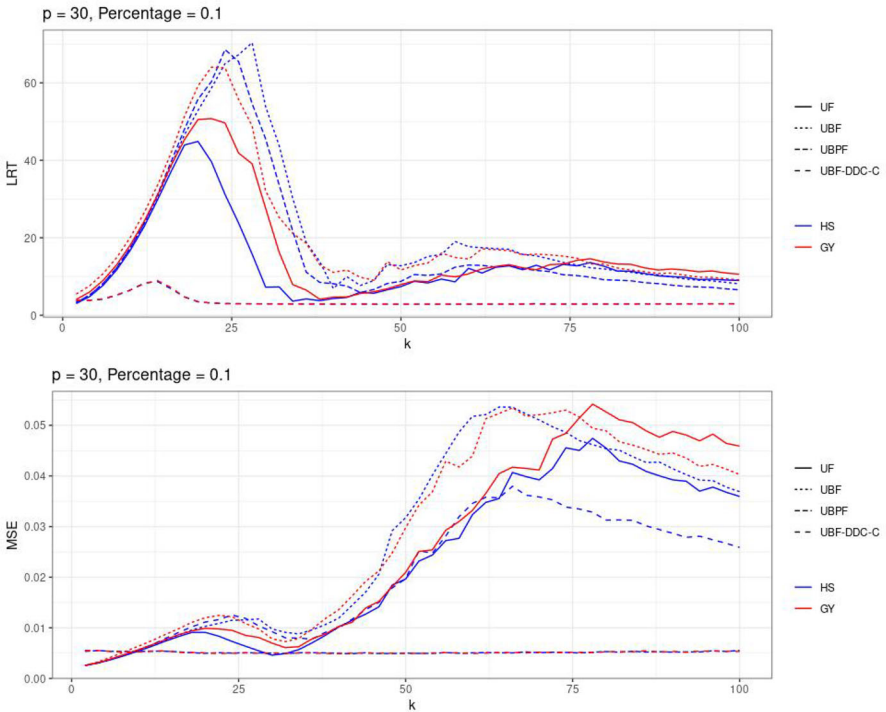 p = 30, Percentage = 0.1
LRT
60
40
20
0
0 25 50 75 100
k
UF
UBF
UBPF
UBF-DDC-C
HS
GY
p = 30, Percentage = 0.1
MSE
0.05
0.04
0.03
0.02
0.01
0.00
0 25 50 75 100
k
UF
UBF
UBPF
UBF-DDC-C
HS
GY